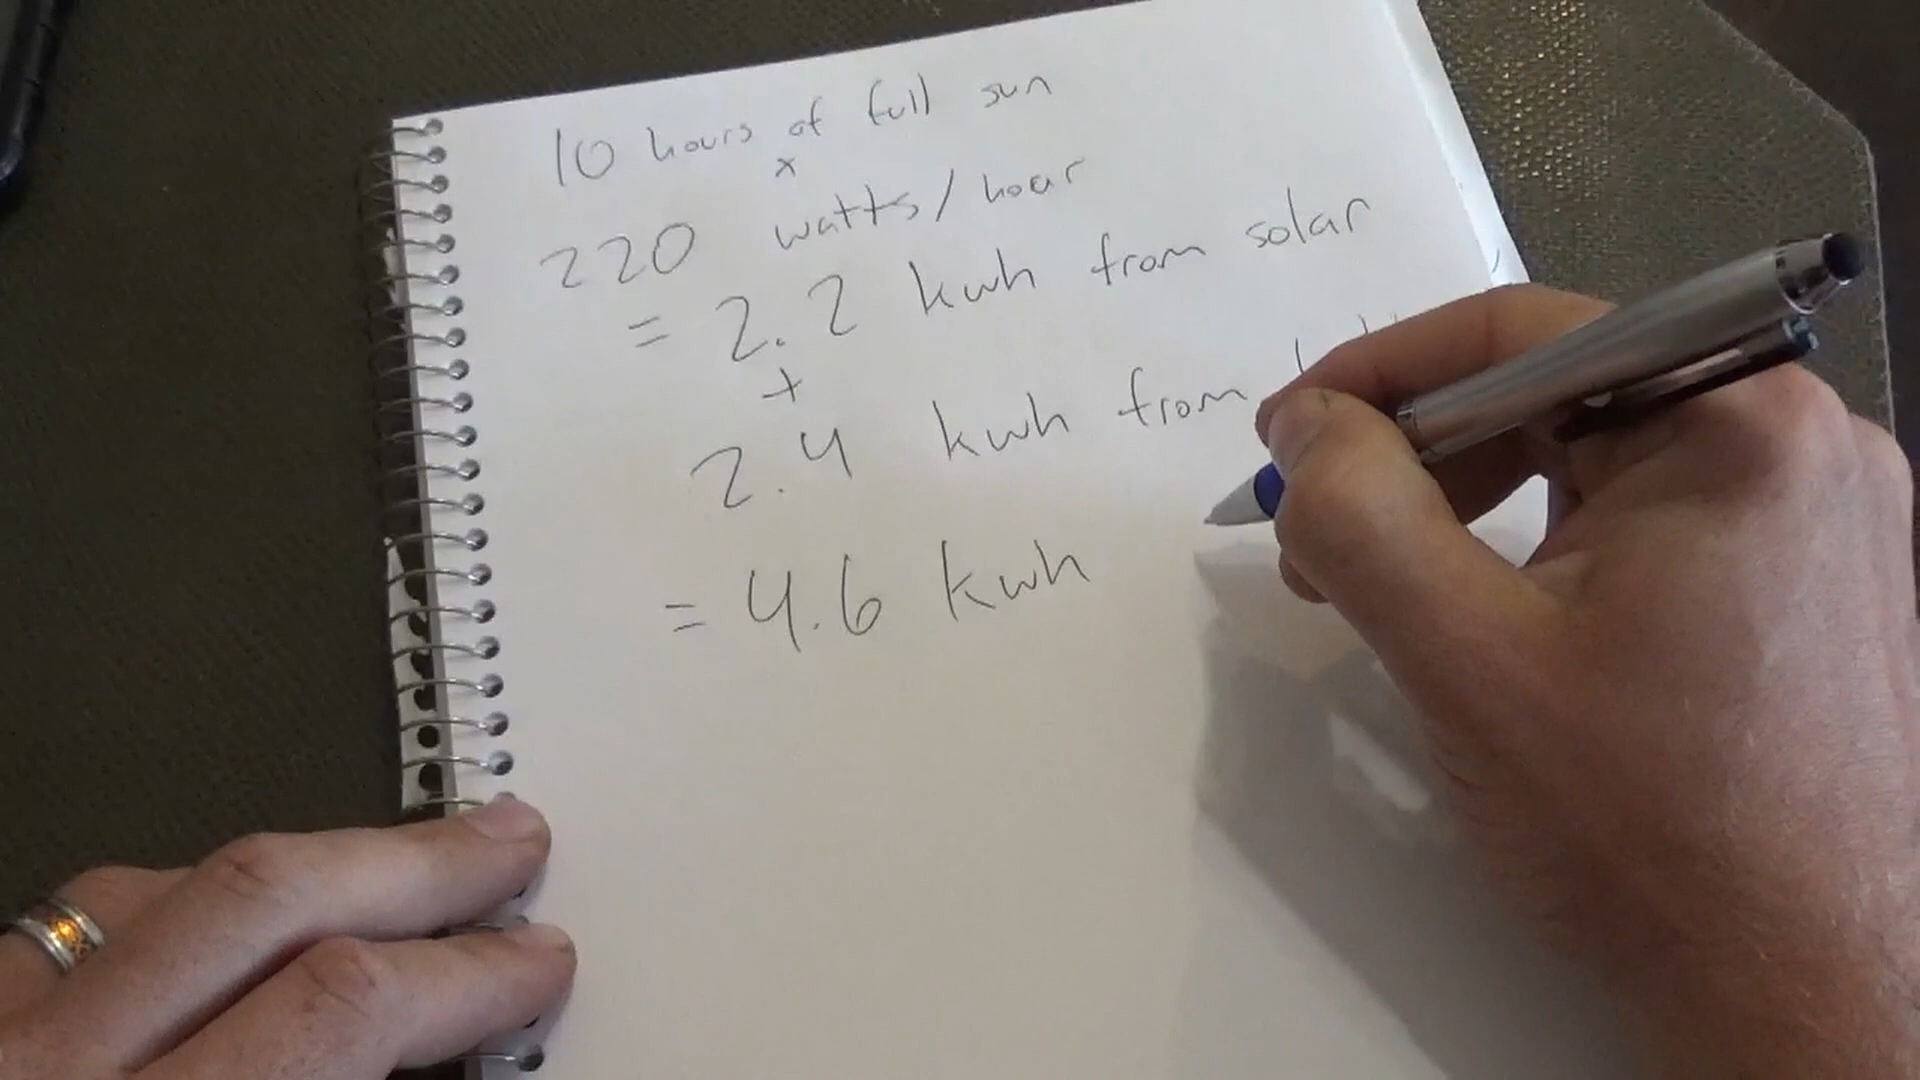 10 hours of full sun
x
220 watts/hour
= 2.2 kwh from solar
+
2.4 kwh from
= 4.6 kwh